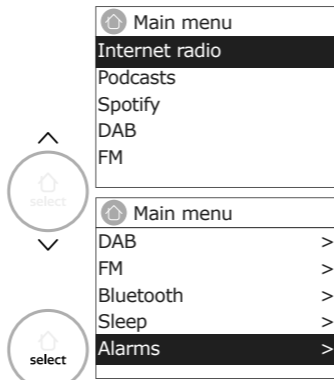 Main menu
Internet radio
Podcasts
Spotify
DAB
FM
select
Main menu
DAB >
FM >
Bluetooth >
Sleep >
Alarms >
select